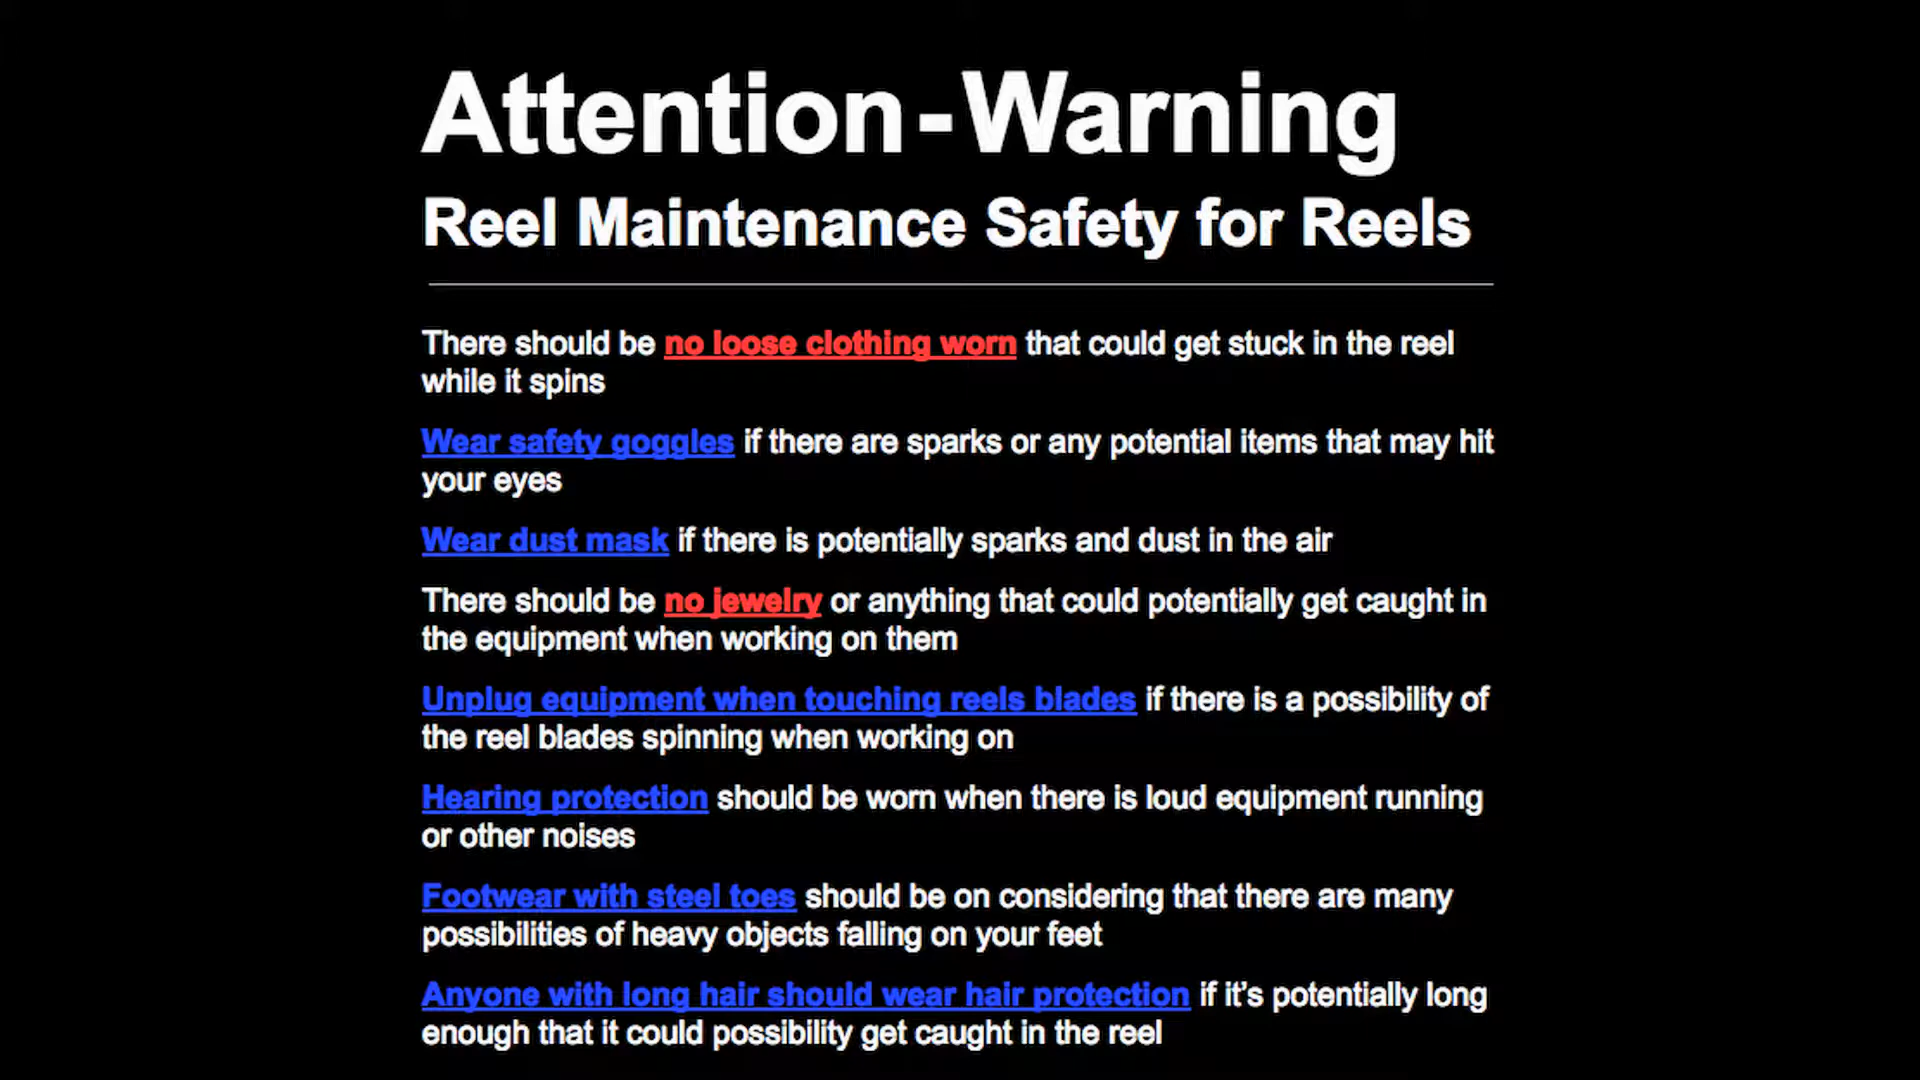 Attention - Warning
Reel Maintenance Safety for Reels
There should be no loose clothing worn that could get stuck in the reel
while it spins
Wear safety goggles if there are sparks or any potential items that may hit
your eyes
Wear dust mask if there is potentially sparks and dust in the air
There should be no jewelry or anything that could potentially get caught in
the equipment when working on them
Unplug equipment when touching reels blades if there is a possibility of
the reel blades spinning when working on
Hearing protection should be worn when there is loud equipment running
or other noises
Footwear with steel toes should be on considering that there are many
possibilities of heavy objects falling on your feet
Anyone with long hair should wear hair protection if it’s potentially long
enough that it could possibility get caught in the reel